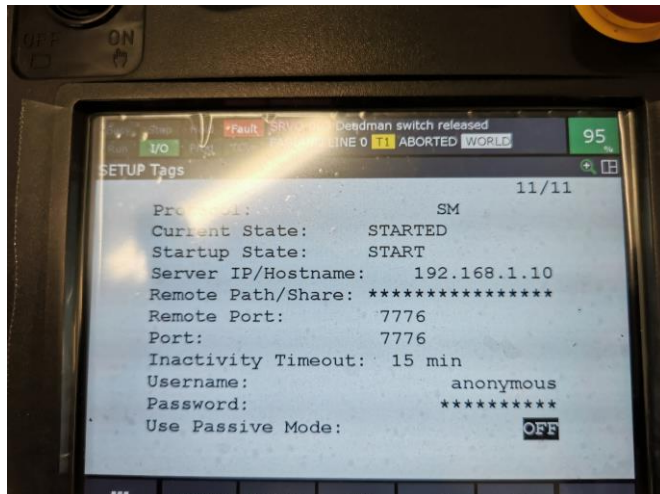 OFF ON
Step *Fault Deadman switch released
I/O LINE 0 T1 ABORTED WORLD 95 %
SETUP Tags
11/11
SM
Current State: STARTED
Startup State: START
Server IP/Hostname: 192.168.1.10
Remote Path/Share: ****************
Remote Port: 7776
Port: 7776
Inactivity Timeout: 15 min
Username: anonymous
Password: **********
Use Passive Mode: OFF